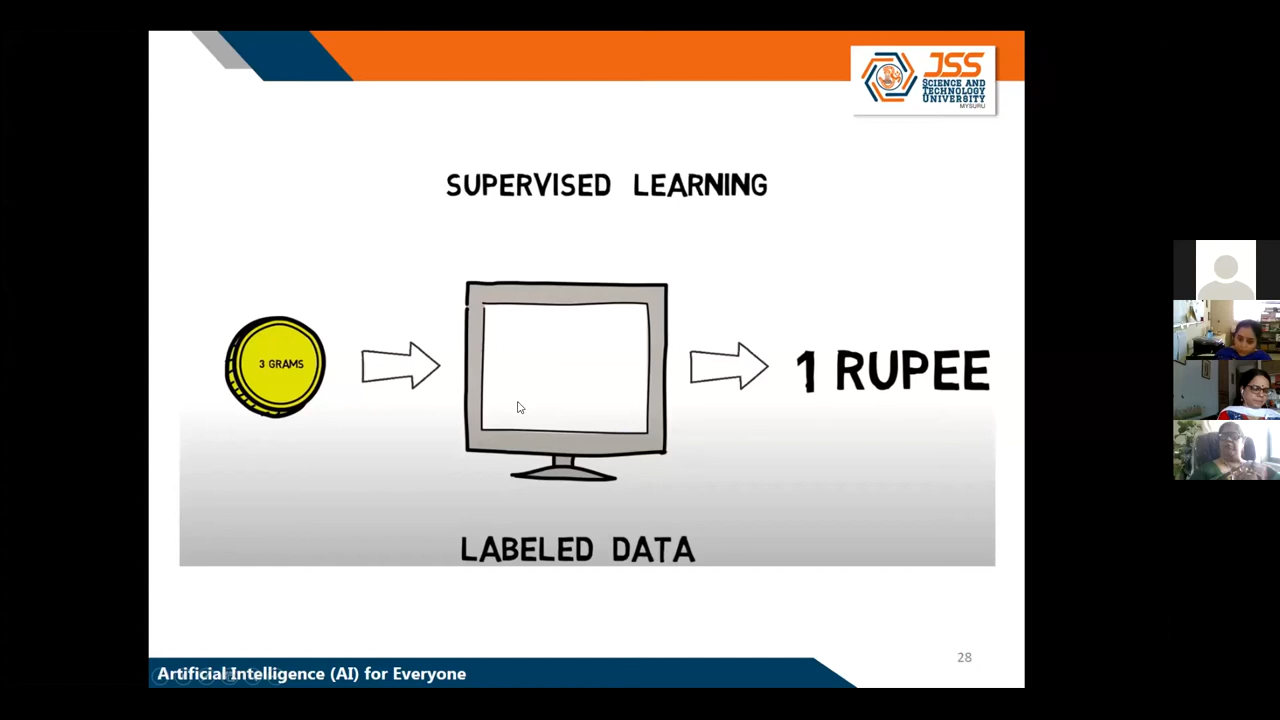 JSS
SCIENCE AND
TECHNOLOGY
UNIVERSITY
MYSURU
SUPERVISED LEARNING
3 GRAMS
1 RUPEE
LABELED DATA
28
Artificial Intelligence (AI) for Everyone